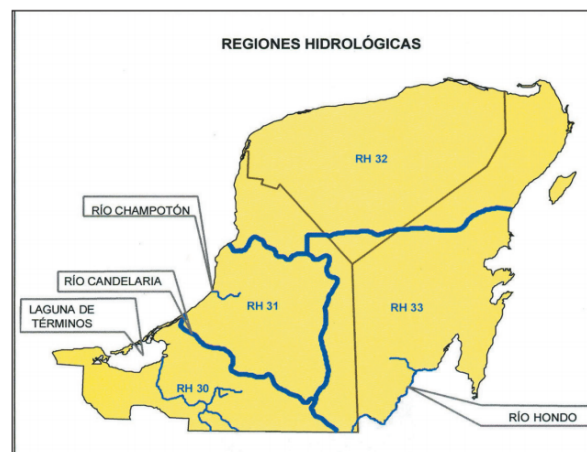 REGIONES HIDROLÓGICAS
RH 32
RÍO CHAMPOTÓN
RÍO CANDELARIA
LAGUNA DE
TÉRMINOS
RH 31
RH 33
RH 30
RÍO HONDO